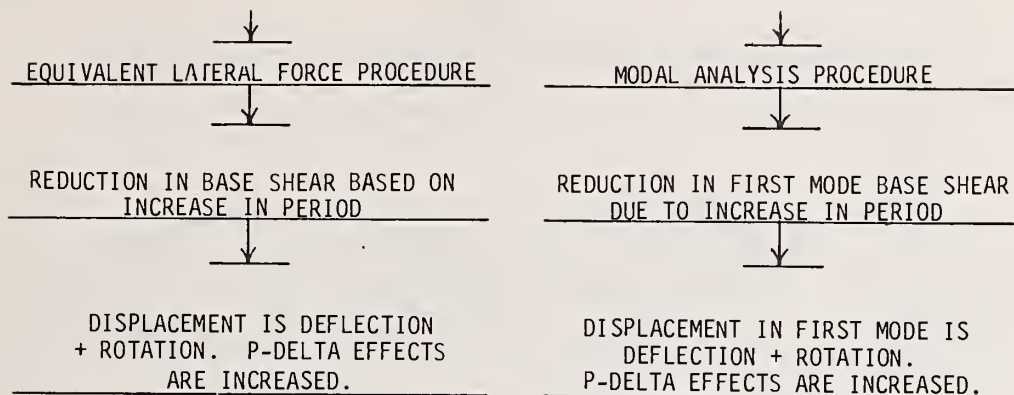 EQUIVALENT LATERAL FORCE PROCEDURE
REDUCTION IN BASE SHEAR BASED ON
INCREASE IN PERIOD
DISPLACEMENT IS DEFLECTION
+ ROTATION. P-DELTA EFFECTS
ARE INCREASED.
MODAL ANALYSIS PROCEDURE
REDUCTION IN FIRST MODE BASE SHEAR
DUE TO INCREASE IN PERIOD
DISPLACEMENT IN FIRST MODE IS
DEFLECTION + ROTATION.
P-DELTA EFFECTS ARE INCREASED.